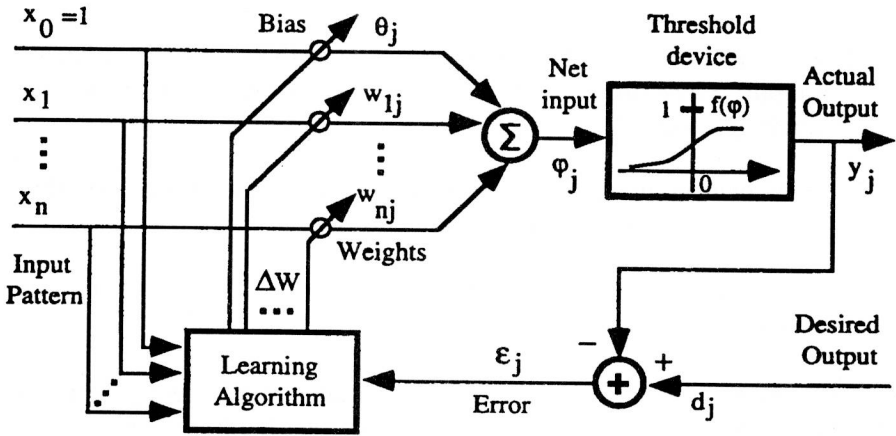 x0 =1
Bias
θj
Threshold
device
x1
w1j
Net
input
1
f(φ)
Actual
Output
Σ
φj
0
yj
xn
wnj
Weights
Input
Pattern
ΔW
Learning
Algorithm
εj
Error
−
+
+
Desired
Output
dj